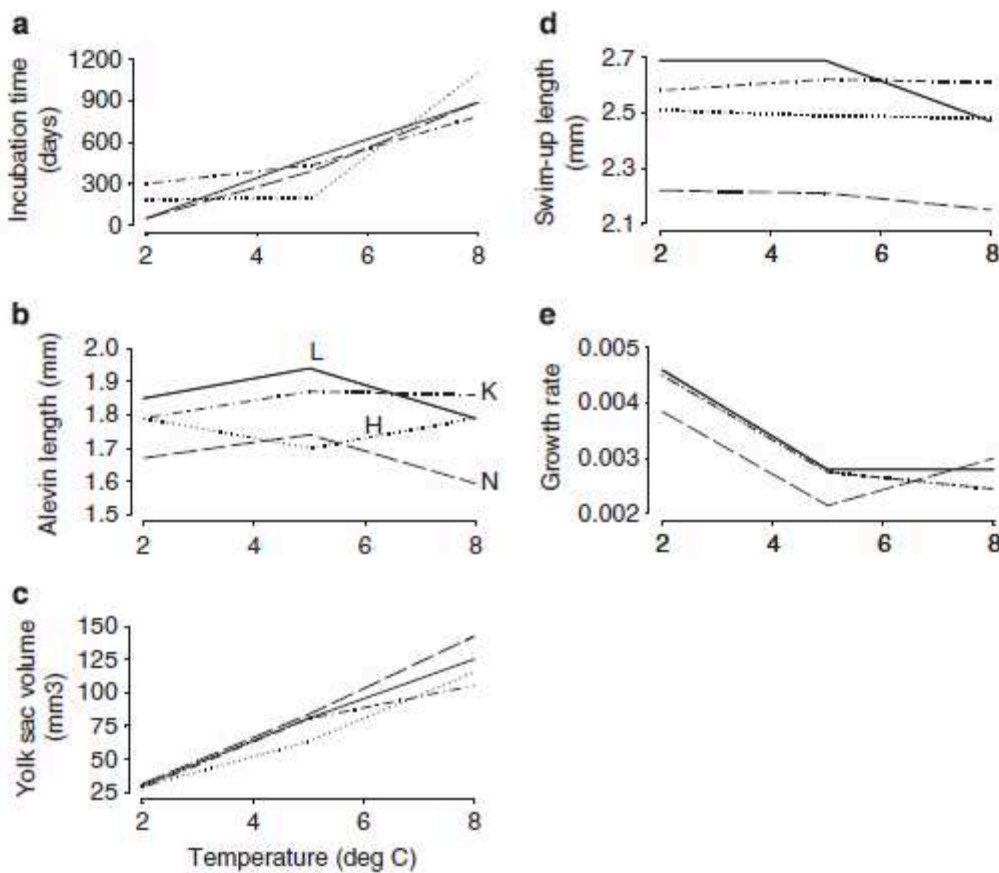 a
Incubation time
(days)
1200
900
600
300
0
2 4 6 8
b
Alevin length (mm)
2.0
1.9
1.8
1.7
1.6
1.5
L
K
H
N
2 4 6 8
c
Yolk sac volume
(mm3)
150
125
100
75
50
25
2 4 6 8
Temperature (deg C)
d
Swim-up length
(mm)
2.7
2.5
2.3
2.1
2 4 6 8
e
Growth rate
0.005
0.004
0.003
0.002
2 4 6 8